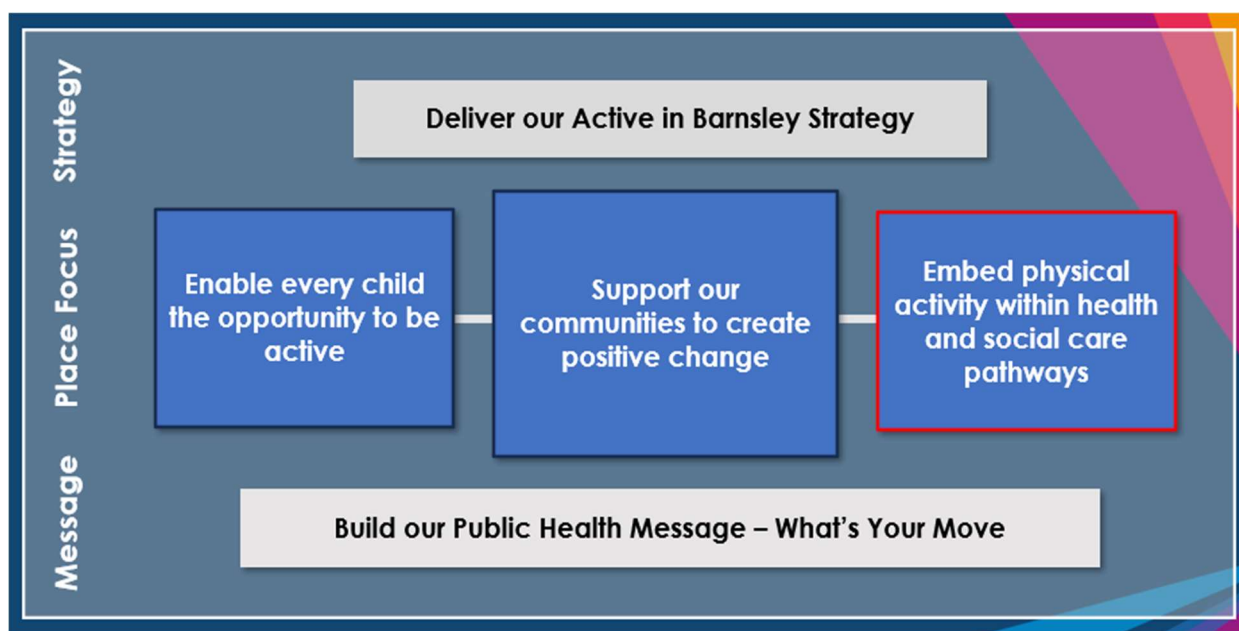 Strategy
Deliver our Active in Barnsley Strategy
Place Focus
Enable every child
the opportunity to be
active
Support our
communities to create
positive change
Embed physical
activity within health
and social care
pathways
Message
Build our Public Health Message – What’s Your Move